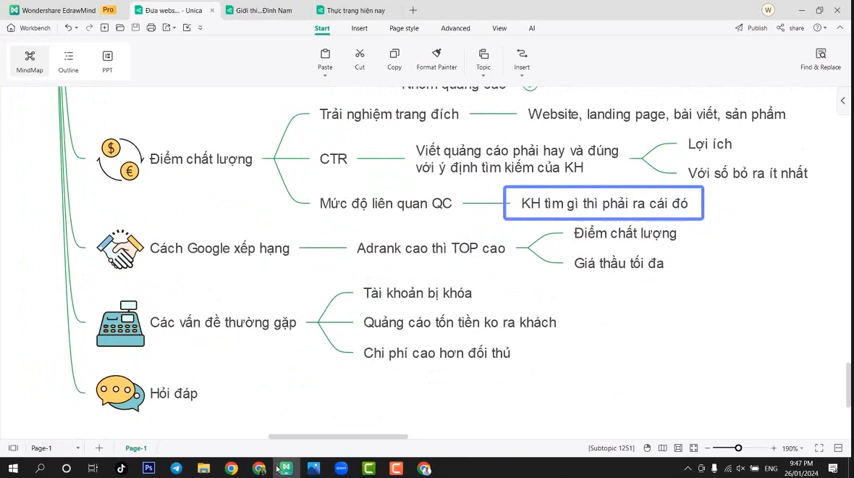 Wondershare EdrawMind Pro
Đưa webs... - Unica
Giới thi...Đình Nam
Thực trạng hiện nay
W
Workbench
Start
Insert
Page style
Advanced
View
AI
Publish
share
MindMap
Outline
PPT
Paste
Cut
Copy
Format Painter
Topic
Insert
Find & Replace
Nhóm quảng cáo
Điểm chất lượng
Trải nghiệm trang đích
Website, landing page, bài viết, sản phẩm
CTR
Viết quảng cáo phải hay và đúng
với ý định tìm kiếm của KH
Lợi ích
Với số bỏ ra ít nhất
Mức độ liên quan QC
KH tìm gì thì phải ra cái đó
Cách Google xếp hạng
Adrank cao thì TOP cao
Điểm chất lượng
Giá thầu tối đa
Các vấn đề thường gặp
Tài khoản bị khóa
Quảng cáo tốn tiền ko ra khách
Chi phí cao hơn đối thủ
Hỏi đáp
Page-1
Page-1
[Subtopic 1251]
190%
ENG
9:47 PM
26/01/2024